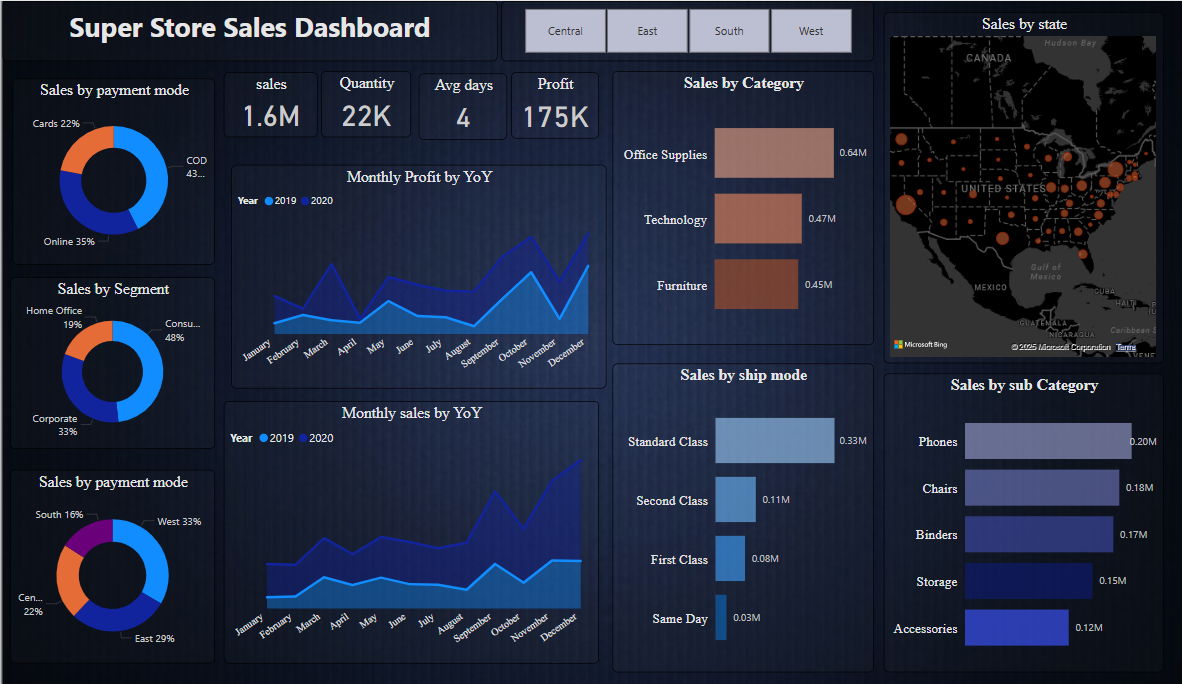 Super Store Sales Dashboard
Central
East
South
West
Sales by payment mode
Cards 22%
COD
43...
Online 35%
sales
1.6M
Quantity
22K
Avg days
4
Profit
175K
Monthly Profit by YoY
Year 2019 2020
January
February
March
April
May
June
July
August
September
October
November
December
Sales by Segment
Home Office
19%
Consu...
48%
Corporate
33%
Monthly sales by YoY
Year 2019 2020
January
February
March
April
May
June
July
August
September
October
November
December
Sales by payment mode
South 16%
West 33%
Cen...
22%
East 29%
Sales by Category
Office Supplies 0.64M
Technology 0.47M
Furniture 0.45M
Sales by ship mode
Standard Class 0.33M
Second Class 0.11M
First Class 0.08M
Same Day 0.03M
Sales by state
Hudson Bay
CANADA
UNITED STATES
Gulf of
Mexico
MEXICO
CUBA
HAITI
GUATEMALA
NICARAGUA
Caribbean S
Microsoft Bing
© 2025 Microsoft Corporation Terms
VENE
Sales by sub Category
Phones 0.20M
Chairs 0.18M
Binders 0.17M
Storage 0.15M
Accessories 0.12M